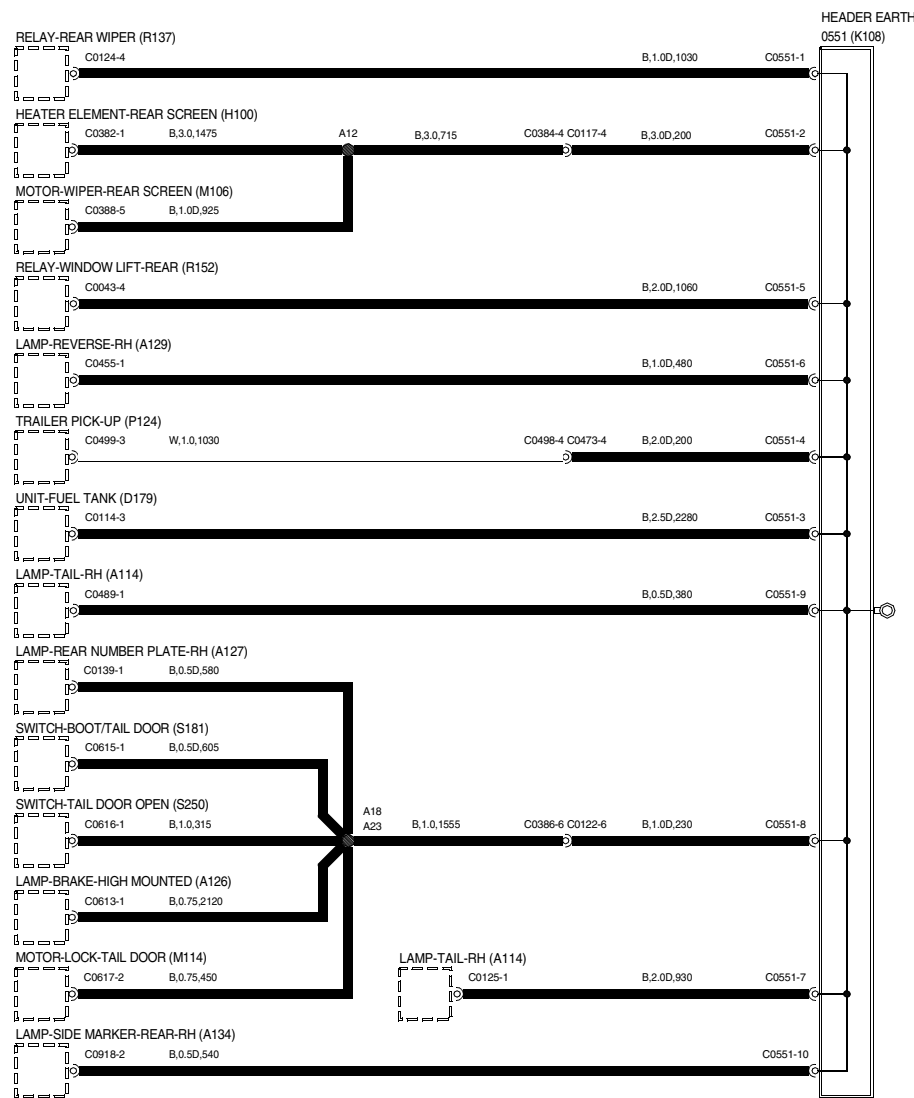 HEADER EARTH
0551 (K108)
RELAY-REAR WIPER (R137)
C0124-4 B,1.0D,1030 C0551-1
HEATER ELEMENT-REAR SCREEN (H100)
C0382-1 B,3.0,1475 A12 B,3.0,715 C0384-4 C0117-4 B,3.0D,200 C0551-2
MOTOR-WIPER-REAR SCREEN (M106)
C0388-5 B,1.0D,925
RELAY-WINDOW LIFT-REAR (R152)
C0043-4 B,2.0D,1060 C0551-5
LAMP-REVERSE-RH (A129)
C0455-1 B,1.0D,480 C0551-6
TRAILER PICK-UP (P124)
C0499-3 W,1.0,1030 C0498-4 C0473-4 B,2.0D,200 C0551-4
UNIT-FUEL TANK (D179)
C0114-3 B,2.5D,2280 C0551-3
LAMP-TAIL-RH (A114)
C0489-1 B,0.5D,380 C0551-9
LAMP-REAR NUMBER PLATE-RH (A127)
C0139-1 B,0.5D,580
SWITCH-BOOT/TAIL DOOR (S181)
C0615-1 B,0.5D,605
SWITCH-TAIL DOOR OPEN (S250)
A18
C0616-1 B,1.0,315 A23 B,1.0,1555 C0386-6 C0122-6 B,1.0D,230 C0551-8
LAMP-BRAKE-HIGH MOUNTED (A126)
C0613-1 B,0.75,2120
MOTOR-LOCK-TAIL DOOR (M114) LAMP-TAIL-RH (A114)
C0617-2 B,0.75,450 C0125-1 B,2.0D,930 C0551-7
LAMP-SIDE MARKER-REAR-RH (A134)
C0918-2 B,0.5D,540 C0551-10